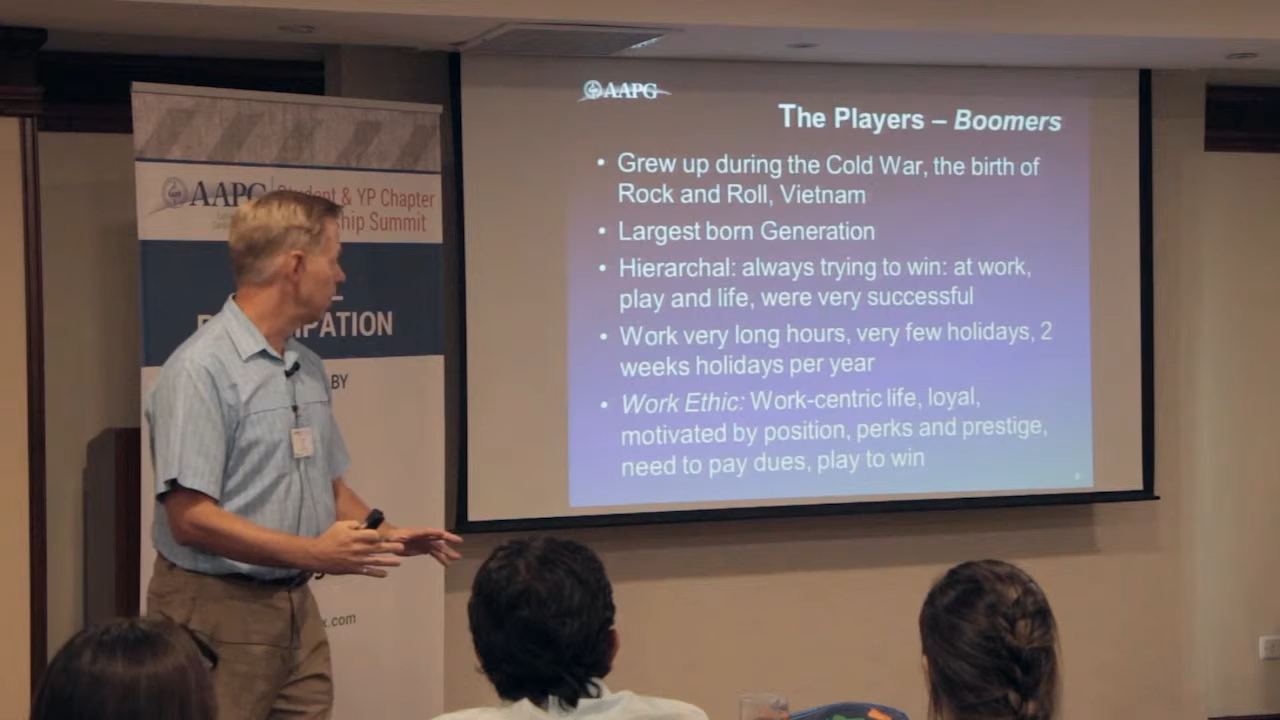 AAPG
Student & YP Chapter
ship Summit
PATION
BY
.com
AAPG
The Players – Boomers
• Grew up during the Cold War, the birth of
Rock and Roll, Vietnam
• Largest born Generation
• Hierarchal: always trying to win: at work,
play and life, were very successful
• Work very long hours, very few holidays, 2
weeks holidays per year
• Work Ethic: Work-centric life, loyal,
motivated by position, perks and prestige,
need to pay dues, play to win